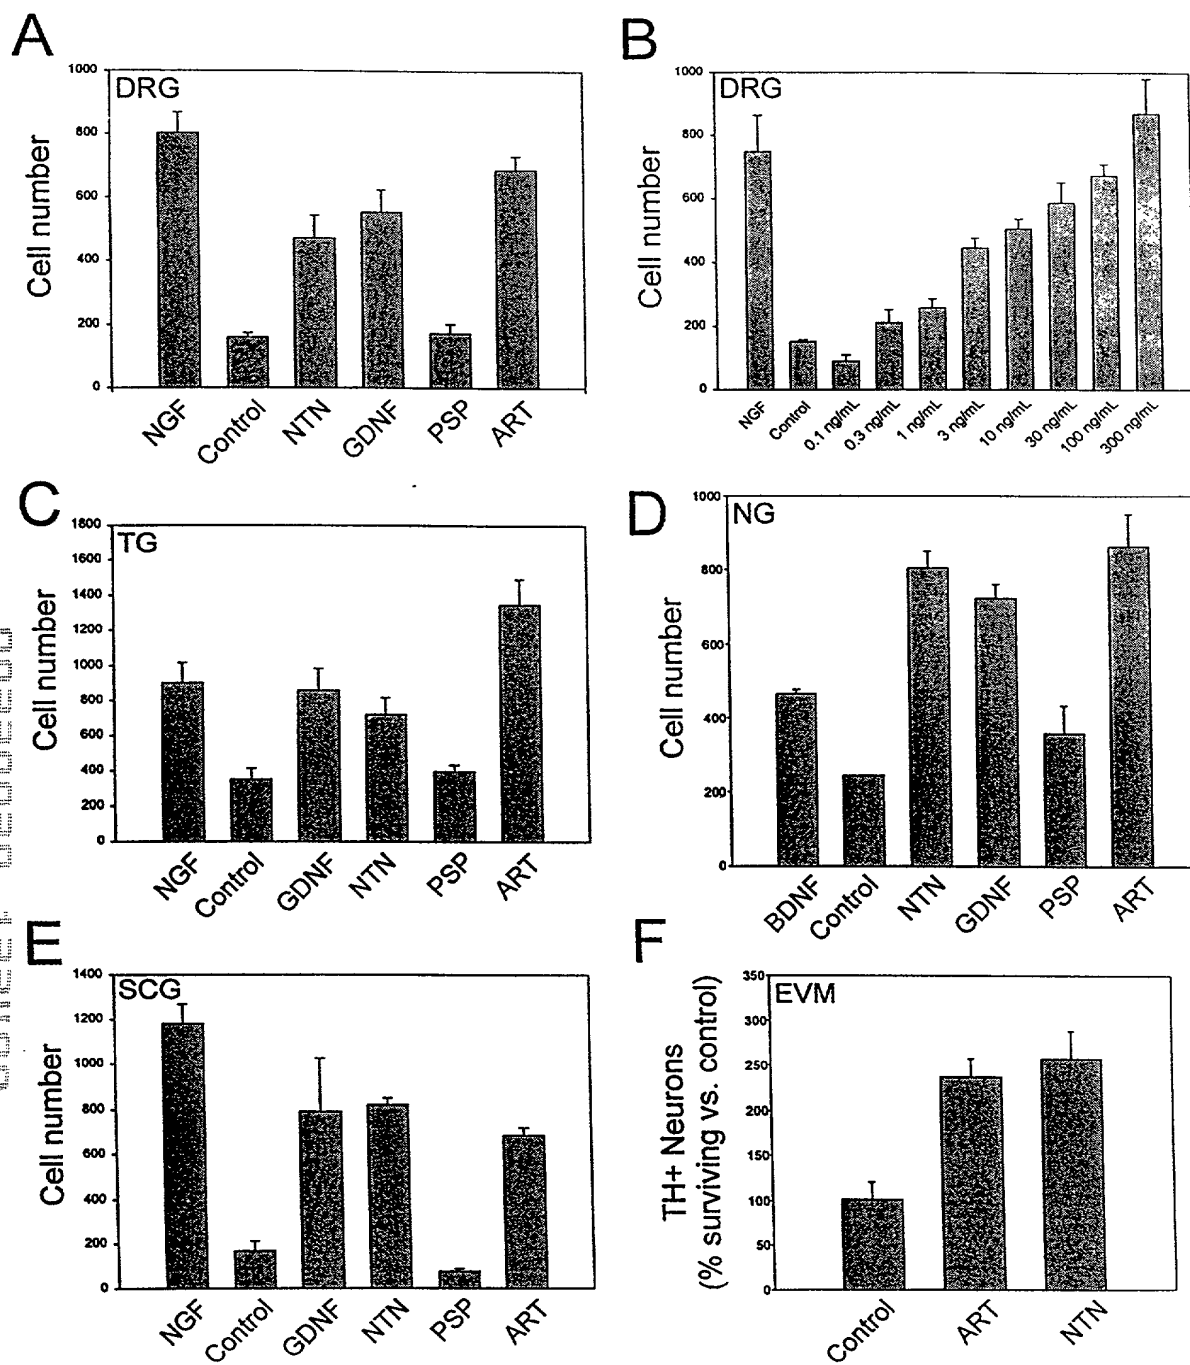 A
DRG
Cell number
1000
800
600
400
200
0
NGF
Control
NTN
GDNF
PSP
ART
B
DRG
Cell number
1000
800
600
400
200
0
NGF
Control
0.1 ng/mL
0.3 ng/mL
1 ng/mL
3 ng/mL
10 ng/mL
30 ng/mL
100 ng/mL
300 ng/mL
C
TG
Cell number
1800
1600
1400
1200
1000
800
600
400
200
0
NGF
Control
GDNF
NTN
PSP
ART
D
NG
Cell number
1000
800
600
400
200
0
BDNF
Control
NTN
GDNF
PSP
ART
E
SCG
Cell number
1400
1200
1000
800
600
400
200
0
NGF
Control
GDNF
NTN
PSP
ART
F
EVM
TH+ Neurons
(% surviving vs. control)
350
300
250
200
150
100
50
0
Control
ART
NTN